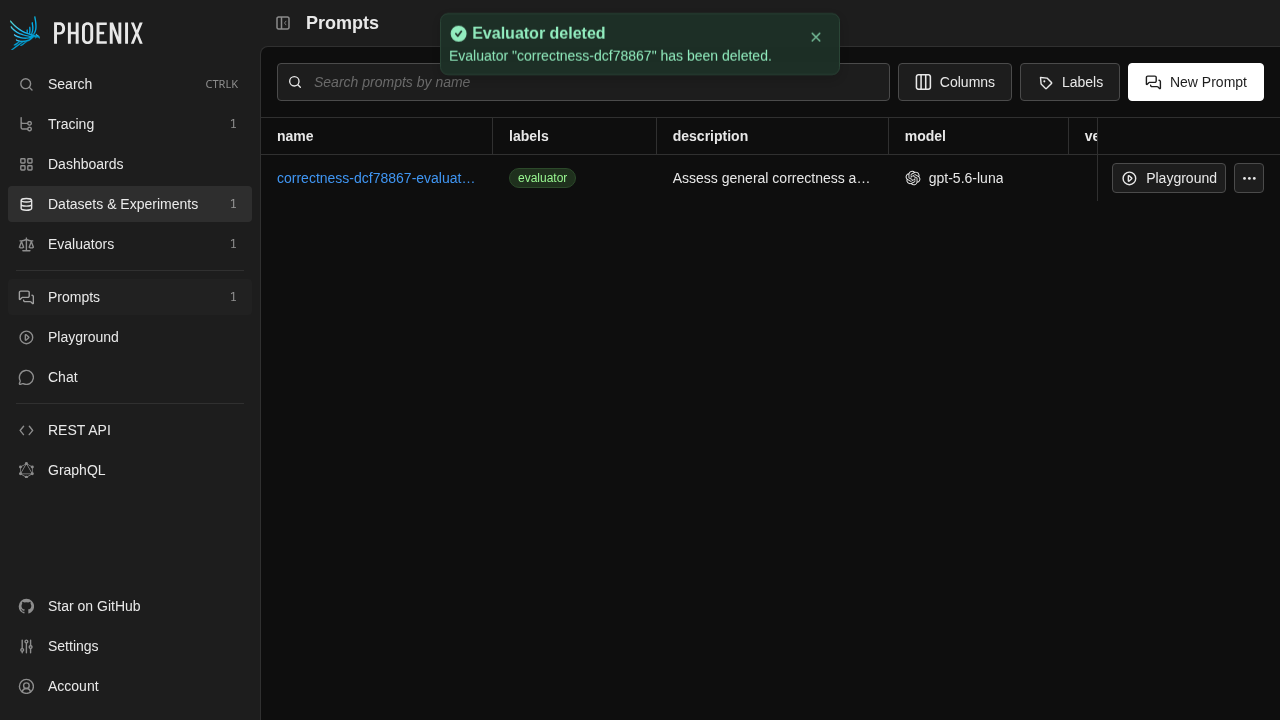 PHOENIX
Search CTRLK
Tracing 1
Dashboards
Datasets & Experiments 1
Evaluators 1
Prompts 1
Playground
Chat
REST API
GraphQL
Star on GitHub
Settings
Account
Prompts
Evaluator deleted
Evaluator "correctness-dcf78867" has been deleted.
Search prompts by name
Columns
Labels
New Prompt
name labels description model ve
correctness-dcf78867-evaluat… evaluator Assess general correctness a… gpt-5.6-luna Playground